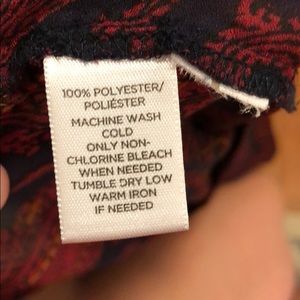 100% POLYESTER/
POLIÉSTER
MACHINE WASH
COLD
ONLY NON-
CHLORINE BLEACH
WHEN NEEDED
TUMBLE DRY LOW
WARM IRON
IF NEEDED